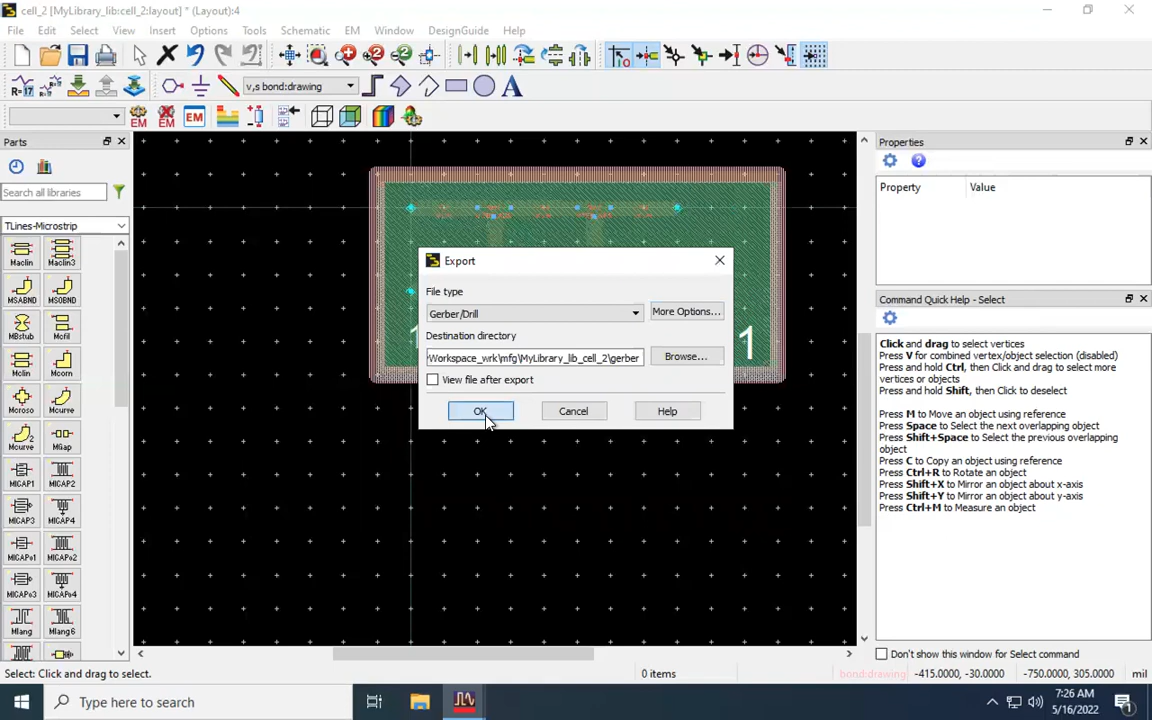 cell_2 [MyLibrary_lib:cell_2:layout] * (Layout):4
File Edit Select View Insert Options Tools Schematic EM Window DesignGuide Help
v,s bond:drawing
EM EM EM
Parts
Search all libraries
TLines-Microstrip
Maclin Maclin3
MSABND MSOBND
MBstub Mcfil
Mclin Mcorn
Mcroso Mcurve
Mcurve MGap
MICAP1 MICAP2
MICAP3 MICAP4
Mlang Mlang6
Export
File type
Gerber/Drill
More Options...
Destination directory
Workspace_wrk\mfg\MyLibrary_lib_cell_2\gerber
Browse...
View file after export
OK Cancel Help
1
Properties
Property Value
Command Quick Help - Select
Click and drag to select vertices
Press V for combined vertex/object selection (disabled)
Press and hold Ctrl, then Click and drag to select more
vertices or objects
Press and hold Shift, then Click to deselect
Press M to Move an object using reference
Press Space to Select the next overlapping object
Press Shift+Space to Select the previous overlapping
object
Press C to Copy an object using reference
Press Ctrl+R to Rotate an object
Press Shift+X to Mirror an object about x-axis
Press Shift+Y to Mirror an object about y-axis
Press Ctrl+M to Measure an object
Don't show this window for Select command
Select: Click and drag to select.
0 items
bond:drawing
-415.0000, -30.0000
-750.0000, 305.0000
mil
Type here to search
7:26 AM
5/16/2022
1